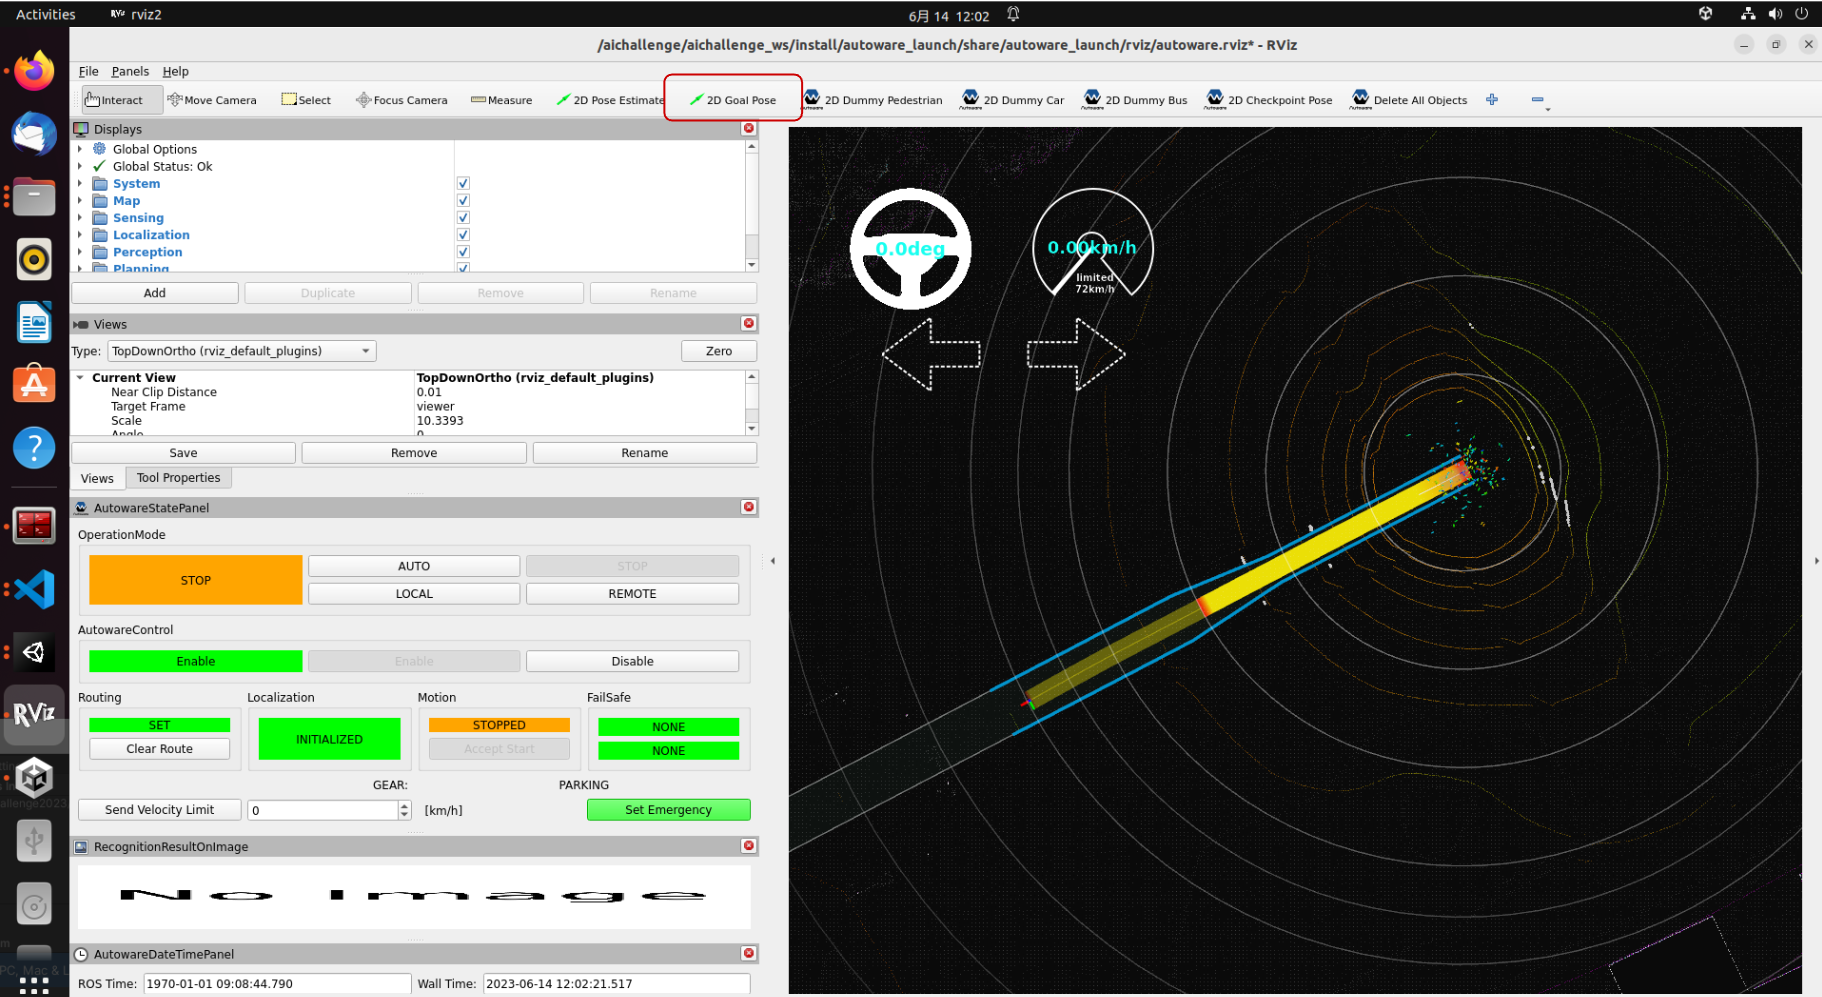 Activities
RViz rviz2
6月 14 12:02
/aichallenge/aichallenge_ws/install/autoware_launch/share/autoware_launch/rviz/autoware.rviz* - RViz
File Panels Help
Interact Move Camera Select Focus Camera Measure 2D Pose Estimate 2D Goal Pose 2D Dummy Pedestrian 2D Dummy Car 2D Dummy Bus 2D Checkpoint Pose Delete All Objects
Displays
Global Options
Global Status: Ok
System
Map
Sensing
Localization
Perception
Planning
Add Duplicate Remove Rename
Views
Type: TopDownOrtho (rviz_default_plugins) Zero
Current View TopDownOrtho (rviz_default_plugins)
Near Clip Distance 0.01
Target Frame viewer
Scale 10.3393
Angle 0
Save Remove Rename
Views Tool Properties
AutowareStatePanel
OperationMode
STOP AUTO STOP
LOCAL REMOTE
AutowareControl
Enable Enable Disable
Routing Localization Motion FailSafe
SET INITIALIZED STOPPED NONE
Clear Route Accept Start NONE
GEAR: PARKING
Send Velocity Limit 0 [km/h] Set Emergency
RecognitionResultOnImage
No Image
AutowareDateTimePanel
ROS Time: 1970-01-01 09:08:44.790 Wall Time: 2023-06-14 12:02:21.517
0.0deg
0.00km/h
limited
72km/h
RViz
allenge2023
PC, Mac & L